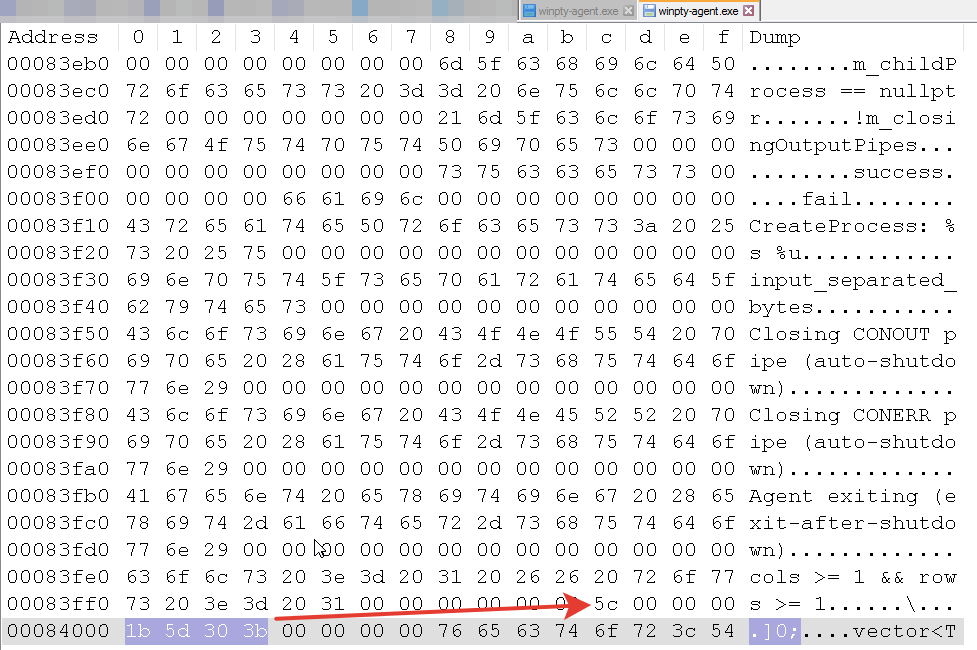 winpty-agent.exe winpty-agent.exe
Address 0 1 2 3 4 5 6 7 8 9 a b c d e f Dump
00083eb0 00 00 00 00 00 00 00 00 6d 5f 63 68 69 6c 64 50 ........m_childP
00083ec0 72 6f 63 65 73 73 20 3d 3d 20 6e 75 6c 6c 70 74 rocess == nullpt
00083ed0 72 00 00 00 00 00 00 00 21 6d 5f 63 6c 6f 73 69 r.......!m_closi
00083ee0 6e 67 4f 75 74 70 75 74 50 69 70 65 73 00 00 00 ngOutputPipes...
00083ef0 00 00 00 00 00 00 00 00 73 75 63 63 65 73 73 00 ........success.
00083f00 00 00 00 00 66 61 69 6c 00 00 00 00 00 00 00 00 ....fail........
00083f10 43 72 65 61 74 65 50 72 6f 63 65 73 73 3a 20 25 CreateProcess: %
00083f20 73 20 25 75 00 00 00 00 00 00 00 00 00 00 00 00 s %u............
00083f30 69 6e 70 75 74 5f 73 65 70 61 72 61 74 65 64 5f input_separated_
00083f40 62 79 74 65 73 00 00 00 00 00 00 00 00 00 00 00 bytes...........
00083f50 43 6c 6f 73 69 6e 67 20 43 4f 4e 4f 55 54 20 70 Closing CONOUT p
00083f60 69 70 65 20 28 61 75 74 6f 2d 73 68 75 74 64 6f ipe (auto-shutdo
00083f70 77 6e 29 00 00 00 00 00 00 00 00 00 00 00 00 00 wn).............
00083f80 43 6c 6f 73 69 6e 67 20 43 4f 4e 45 52 52 20 70 Closing CONERR p
00083f90 69 70 65 20 28 61 75 74 6f 2d 73 68 75 74 64 6f ipe (auto-shutdo
00083fa0 77 6e 29 00 00 00 00 00 00 00 00 00 00 00 00 00 wn).............
00083fb0 41 67 65 6e 74 20 65 78 69 74 69 6e 67 20 28 65 Agent exiting (e
00083fc0 78 69 74 2d 61 66 74 65 72 2d 73 68 75 74 64 6f xit-after-shutdo
00083fd0 77 6e 29 00 00 00 00 00 00 00 00 00 00 00 00 00 wn).............
00083fe0 63 6f 6c 73 20 3e 3d 20 31 20 26 26 20 72 6f 77 cols >= 1 && row
00083ff0 73 20 3e 3d 20 31 00 00 00 00 00 00 5c 00 00 00 s >= 1......\...
00084000 1b 5d 30 3b 00 00 00 00 76 65 63 74 6f 72 3c 54 .]0;....vector<T